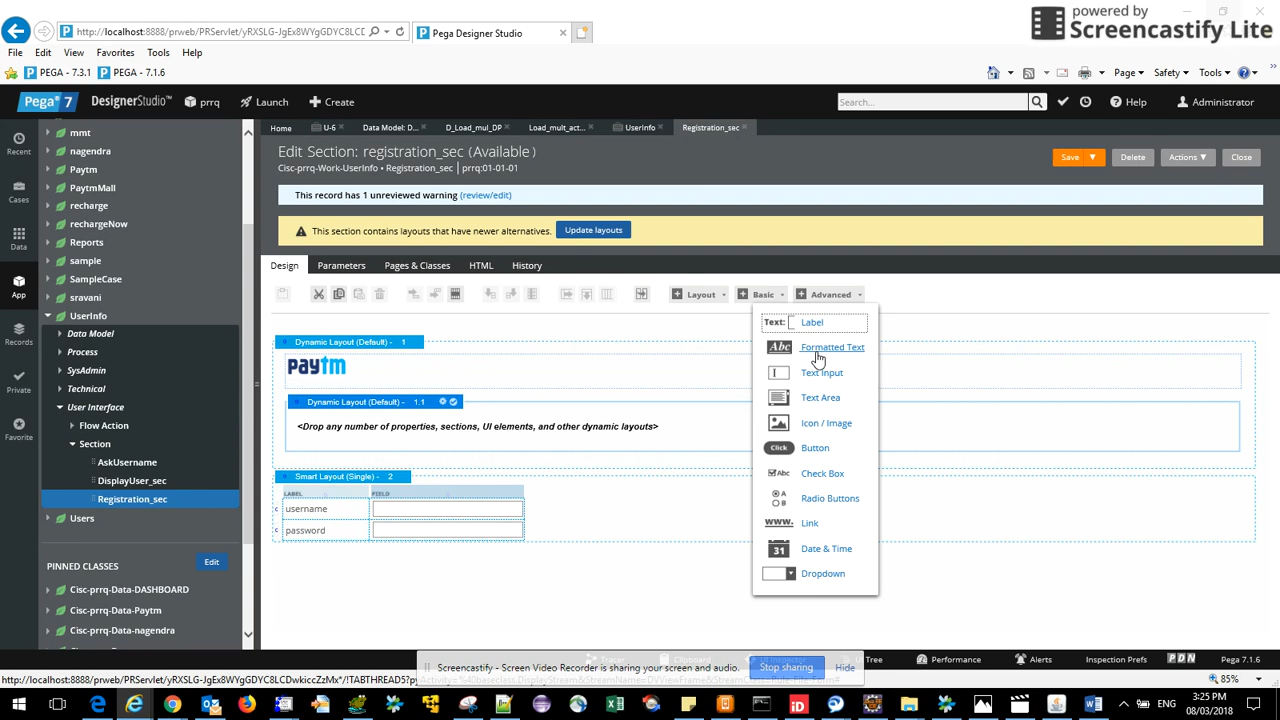 powered by
Screencastify Lite
http://localhost:8888/prweb/PRServlet/yRXSLG-JgEx8WYgGDYC8LCD
Pega Designer Studio
File Edit View Favorites Tools Help
PEGA - 7.3.1 PEGA - 7.1.6
Page Safety Tools
Pega 7 DesignerStudio™ prrq Launch Create Search... Help Administrator
Recent
Cases
Data
App
Records
Private
Favorite
mmt
nagendra
Paytm
PaytmMall
recharge
rechargeNow
Reports
sample
SampleCase
sravani
UserInfo
Data Model
Process
SysAdmin
Technical
User Interface
Flow Action
Section
AskUsername
DisplayUser_sec
Registration_sec
Users
PINNED CLASSES Edit
Cisc-prrq-Data-DASHBOARD
Cisc-prrq-Data-Paytm
Cisc-prrq-Data-nagendra
Home U-6 Data Model: D... D_Load_mul_DP Load_mult_act... UserInfo Registration_sec
Edit Section: registration_sec (Available )
Cisc-prrq-Work-UserInfo • Registration_sec prrq:01-01-01
Save Delete Actions Close
This record has 1 unreviewed warning (review/edit)
This section contains layouts that have newer alternatives. Update layouts
Design Parameters Pages & Classes HTML History
Layout Basic Advanced
Text: Label
Abc Formatted Text
Text Input
Text Area
Icon / Image
Click Button
Abc Check Box
A B Radio Buttons
www. Link
31 Date & Time
Dropdown
Dynamic Layout (Default) - 1
paytm
Dynamic Layout (Default) - 1.1
<Drop any number of properties, sections, UI elements, and other dynamic layouts>
Smart Layout (Single) - 2
LABEL FIELD
username
password
Screencastify - Screen Video Recorder is sharing your screen and audio. Stop sharing Hide
UI Tree Performance Alerts Inspection Prefs PDN Pega 7.1.6
85%
ENG 3:25 PM
08/03/2018